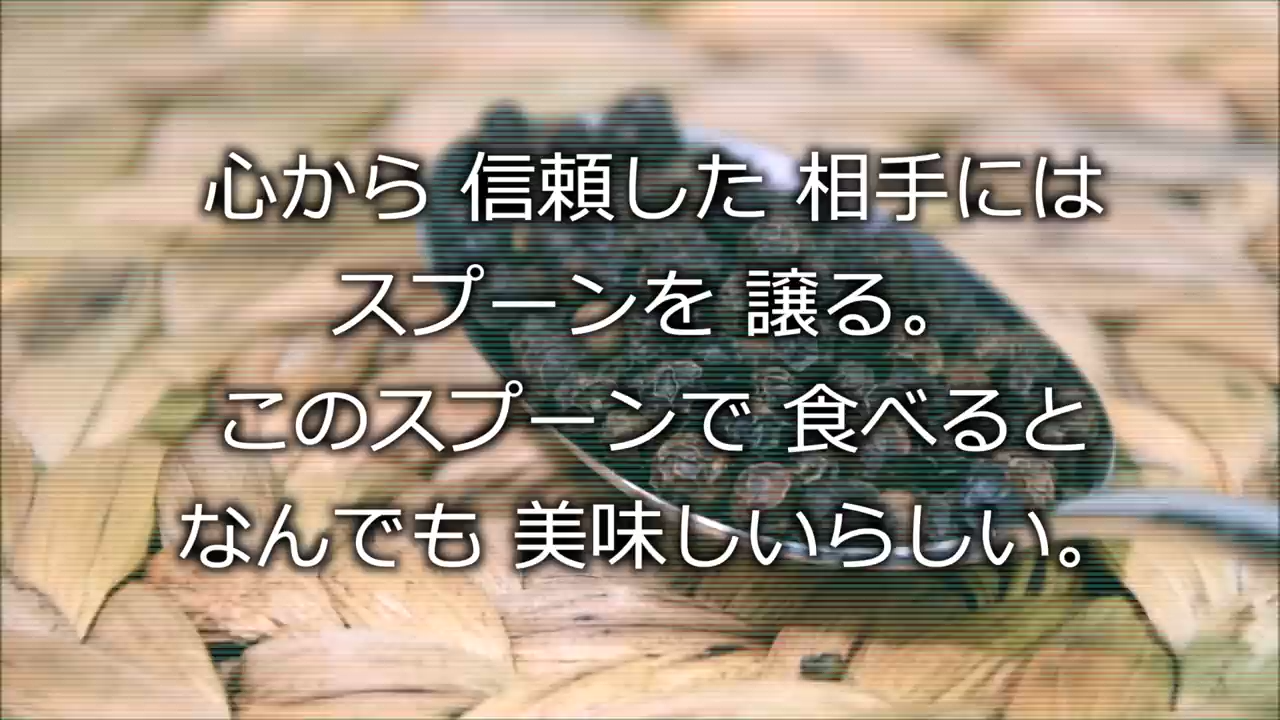 心から 信頼した 相手には
スプーンを 譲る。
このスプーンで 食べると
なんでも 美味しいらしい。